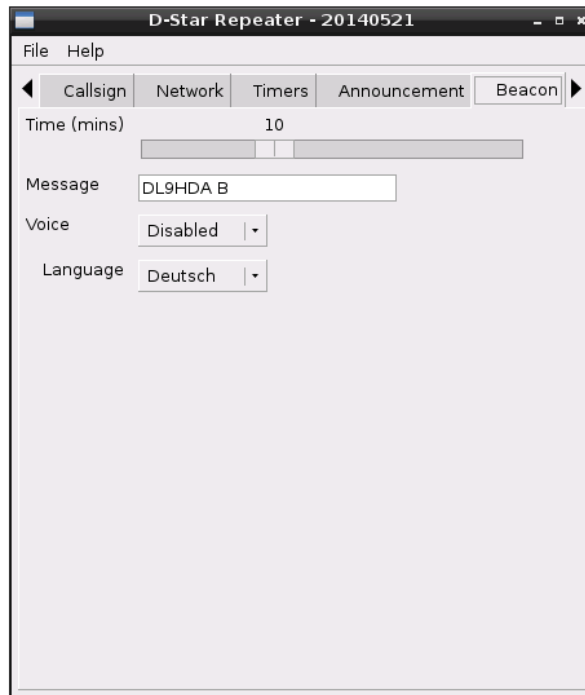 D-Star Repeater - 20140521
File Help
Callsign Network Timers Announcement Beacon
Time (mins) 10
Message DL9HDA B
Voice Disabled
Language Deutsch